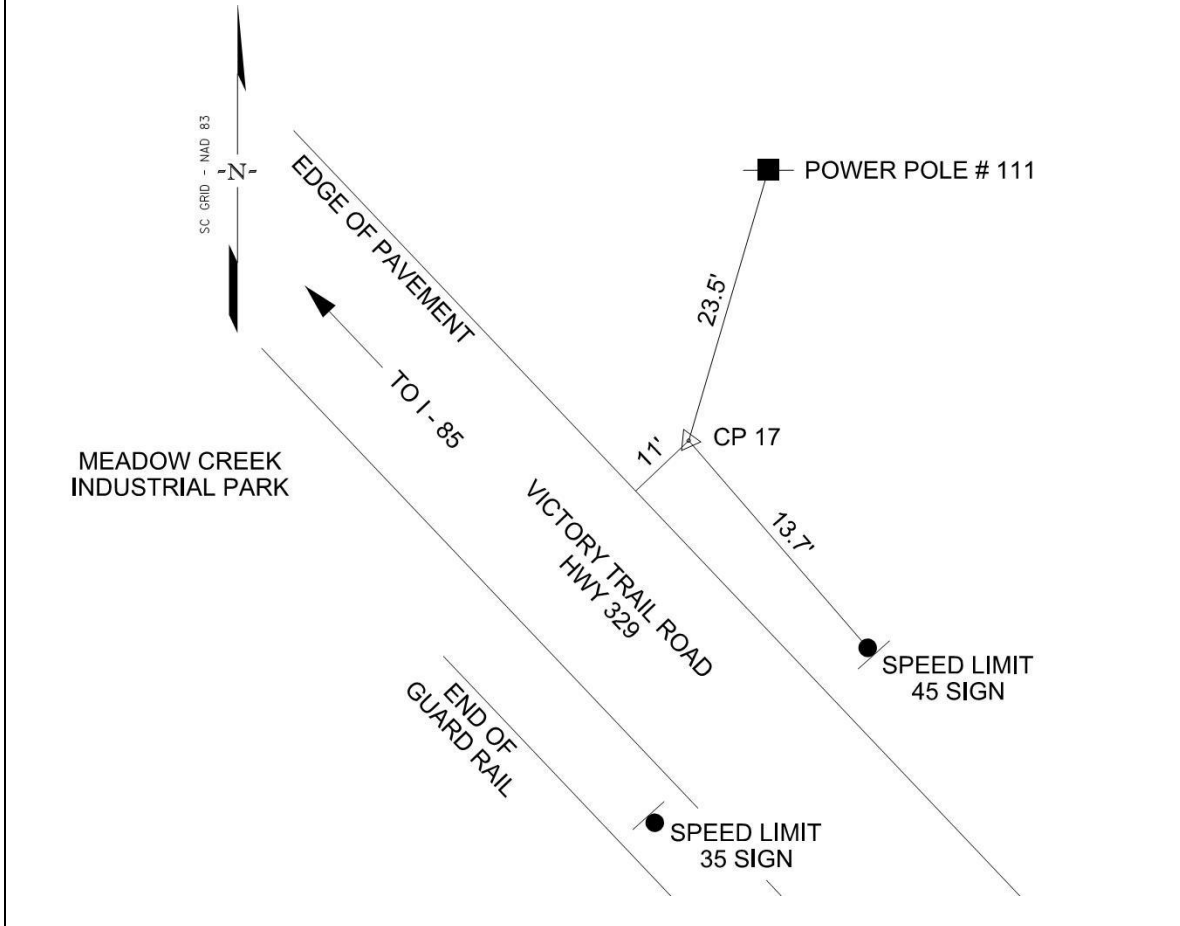 SC GRID - NAD 83
-N-
EDGE OF PAVEMENT
POWER POLE # 111
23.5'
TO I - 85
11'
CP 17
MEADOW CREEK
INDUSTRIAL PARK
13.7'
VICTORY TRAIL ROAD
HWY 329
SPEED LIMIT
45 SIGN
END OF
GUARD RAIL
SPEED LIMIT
35 SIGN